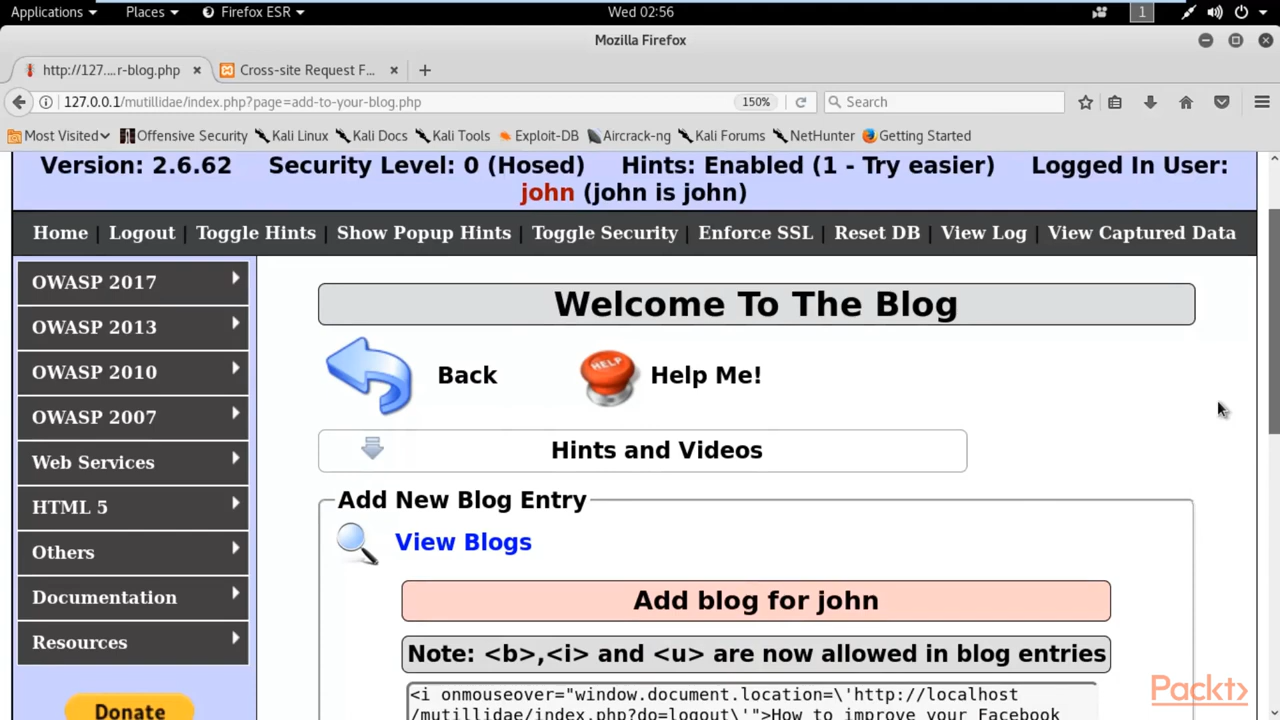 Applications Places Firefox ESR Wed 02:56 1
Mozilla Firefox
http://127....r-blog.php Cross-site Request F...
127.0.0.1/mutillidae/index.php?page=add-to-your-blog.php 150% Search
Most Visited Offensive Security Kali Linux Kali Docs Kali Tools Exploit-DB Aircrack-ng Kali Forums NetHunter Getting Started
Version: 2.6.62 Security Level: 0 (Hosed) Hints: Enabled (1 - Try easier) Logged In User:
john (john is john)
Home | Logout | Toggle Hints | Show Popup Hints | Toggle Security | Enforce SSL | Reset DB | View Log | View Captured Data
OWASP 2017
OWASP 2013
OWASP 2010
OWASP 2007
Web Services
HTML 5
Others
Documentation
Resources
Donate
Welcome To The Blog
Back HELP Help Me!
Hints and Videos
Add New Blog Entry
View Blogs
Add blog for john
Note: <b>,<i> and <u> are now allowed in blog entries
<i onmouseover="window.document.location=\'http://localhost
/mutillidae/index.php?do=logout\'">How to improve your Facebook
Packt>